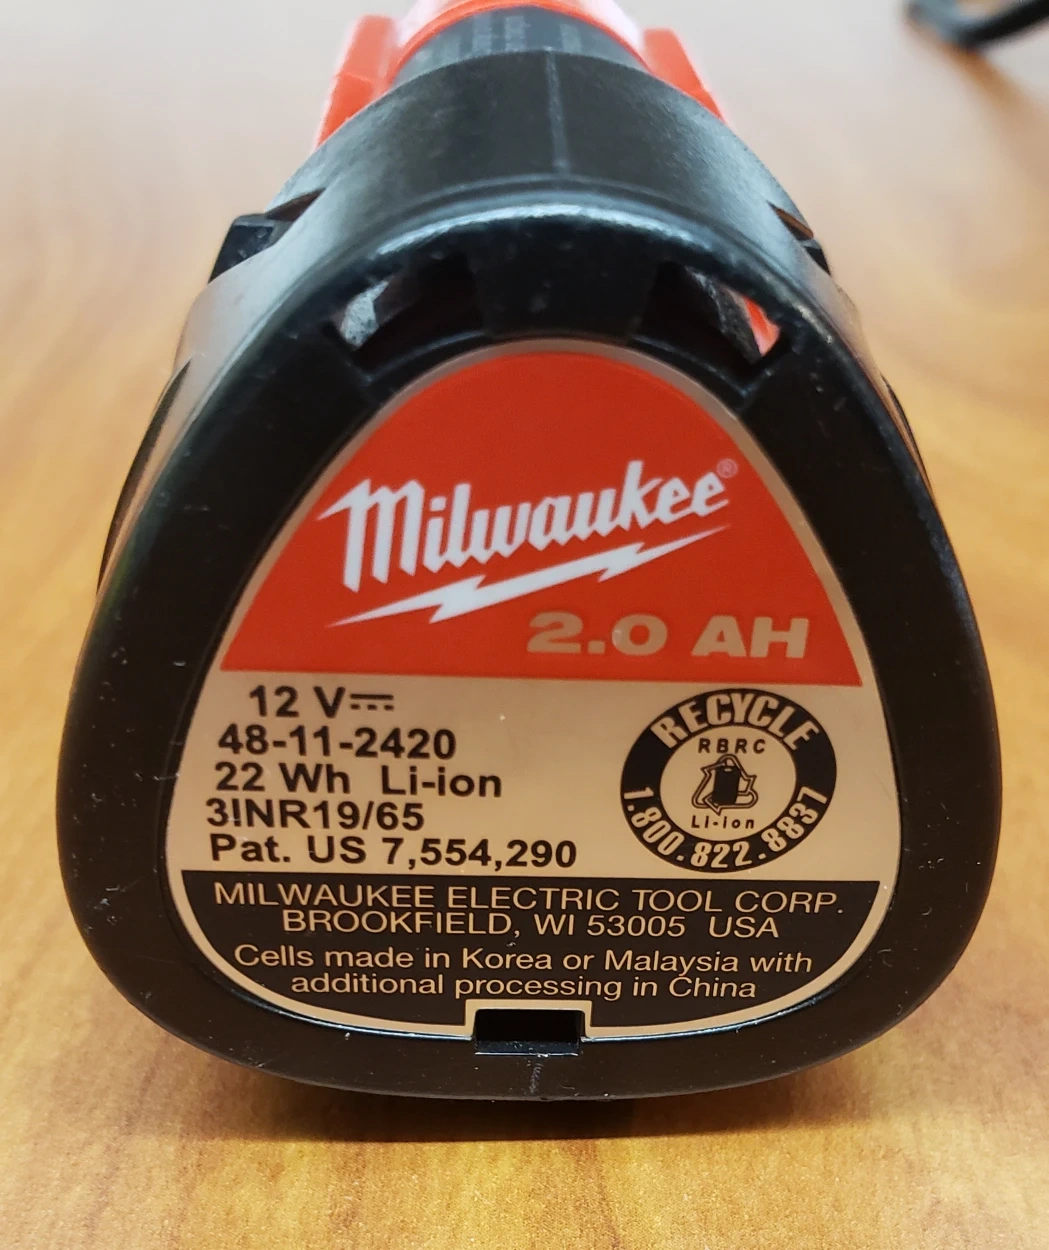 Milwaukee®
2.0 AH
12 V⎓
48-11-2420
22 Wh Li-ion
3!NR19/65
Pat. US 7,554,290
RECYCLE
RBRC
Li-ion
1.800.822.8837
MILWAUKEE ELECTRIC TOOL CORP.
BROOKFIELD, WI 53005 USA
Cells made in Korea or Malaysia with
additional processing in China